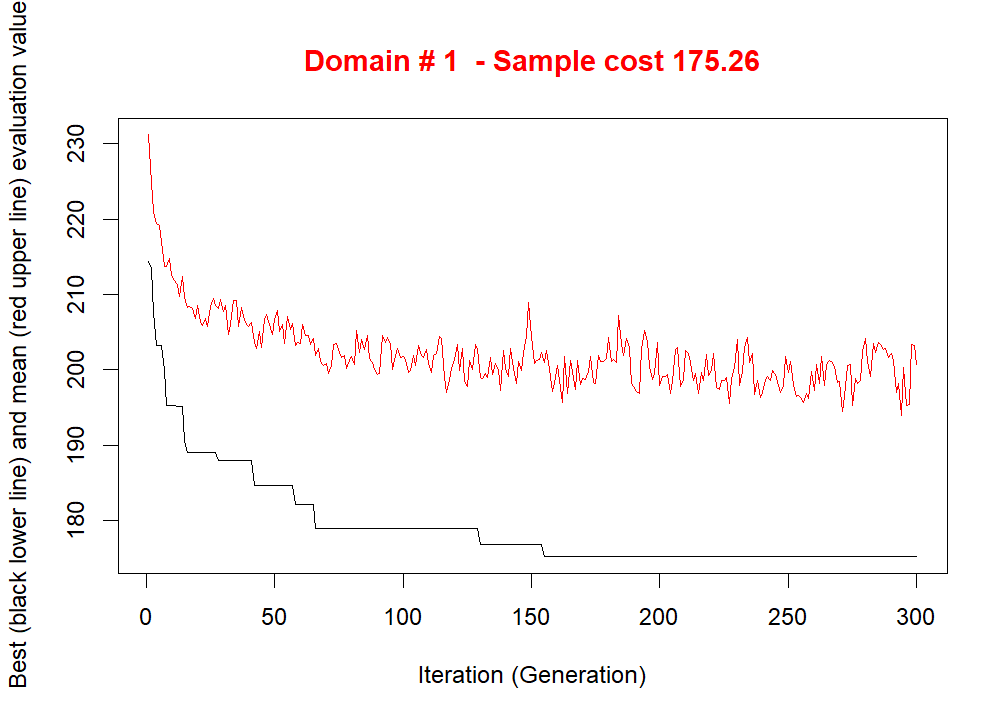 Domain # 1  - Sample cost 175.26
Best (black lower line) and mean (red upper line) evaluation value
230
220
210
200
190
180
0 50 100 150 200 250 300
Iteration (Generation)